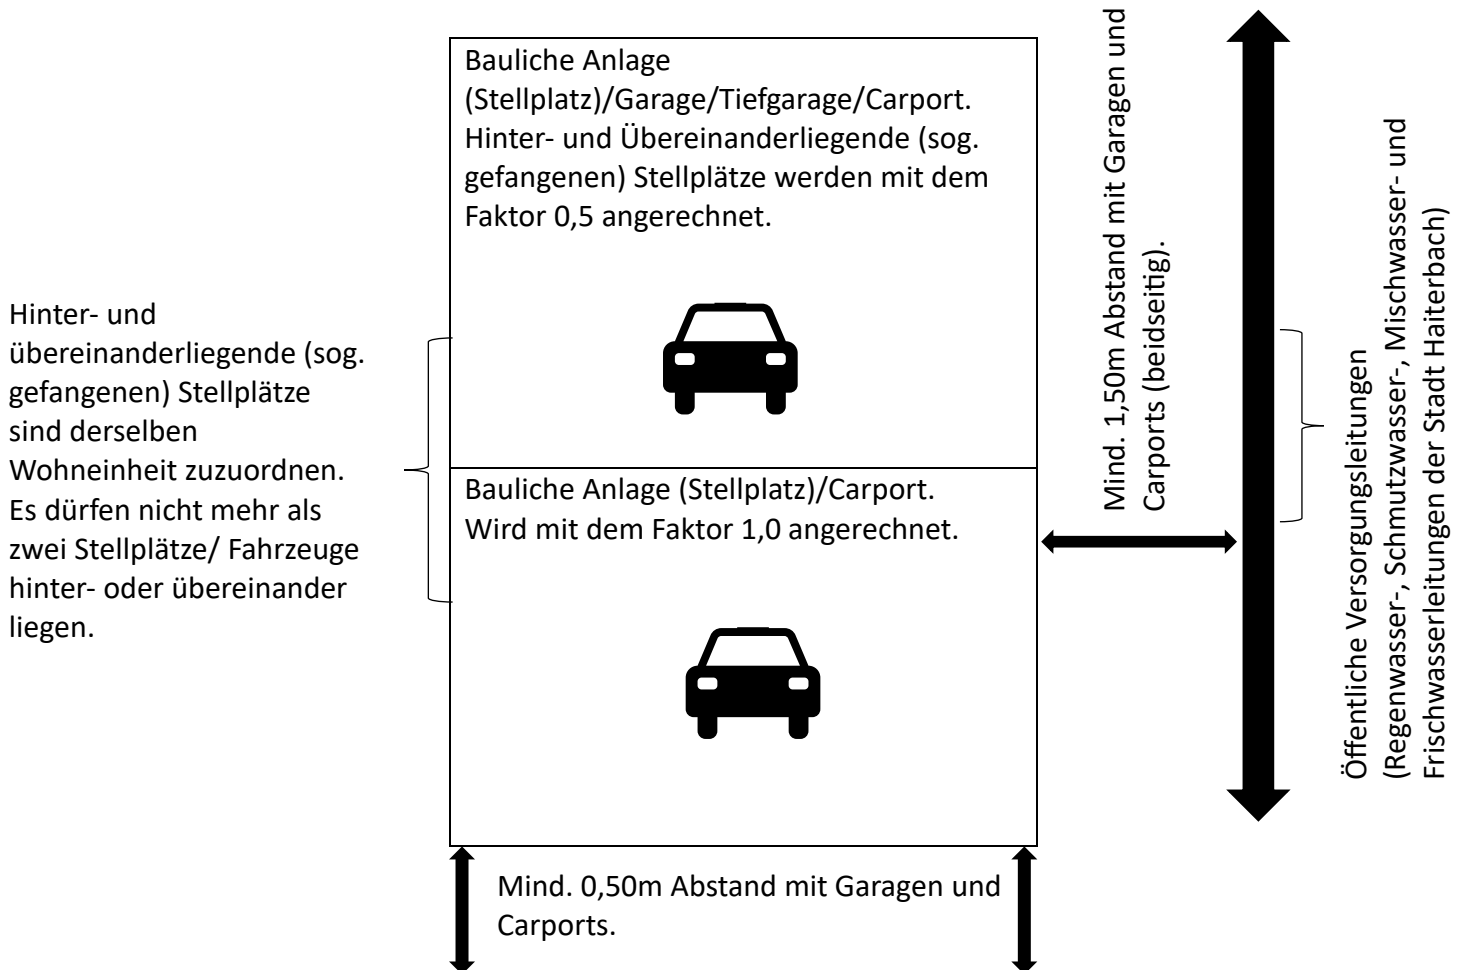 Bauliche Anlage
(Stellplatz)/Garage/Tiefgarage/Carport.
Hinter- und Übereinanderliegende (sog.
gefangenen) Stellplätze werden mit dem
Faktor 0,5 angerechnet.
Hinter- und
übereinanderliegende (sog.
gefangenen) Stellplätze
sind derselben
Wohneinheit zuzuordnen.
Es dürfen nicht mehr als
zwei Stellplätze/ Fahrzeuge
hinter- oder übereinander
liegen.
Bauliche Anlage (Stellplatz)/Carport.
Wird mit dem Faktor 1,0 angerechnet.
Mind. 0,50m Abstand mit Garagen und
Carports.
Mind. 1,50m Abstand mit Garagen und
Carports (beidseitig).
Öffentliche Versorgungsleitungen
(Regenwasser-, Schmutzwasser-, Mischwasser- und
Frischwasserleitungen der Stadt Haiterbach)